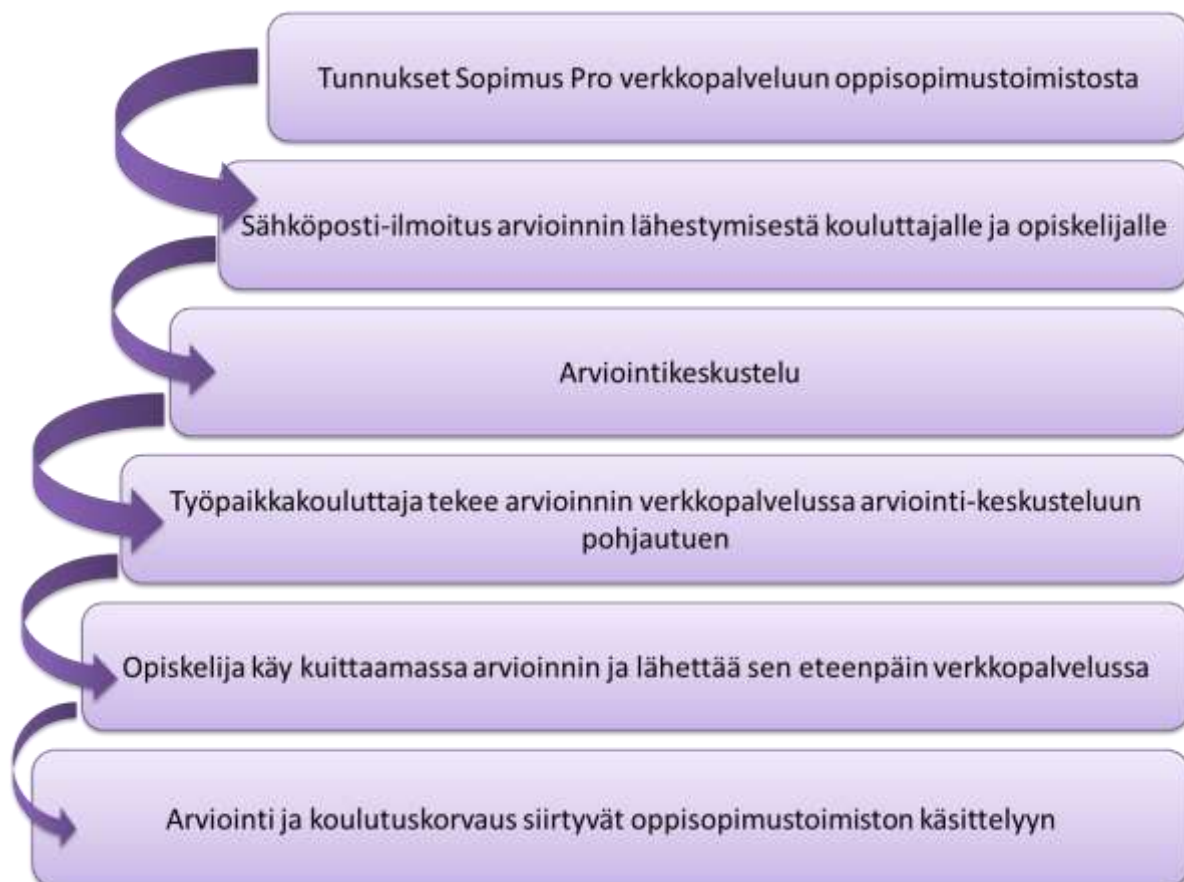 Tunnukset Sopimus Pro verkkopalveluun oppisopimustoimistosta
Sähköposti-ilmoitus arvioinnin lähestymisestä kouluttajalle ja opiskelijalle
Arviointikeskustelu
Työpaikkakouluttaja tekee arvioinnin verkkopalvelussa arviointi-keskusteluun
pohjautuen
Opiskelija käy kuittaamassa arvioinnin ja lähettää sen eteenpäin verkkopalvelussa
Arviointi ja koulutuskorvaus siirtyvät oppisopimustoimiston käsittelyyn